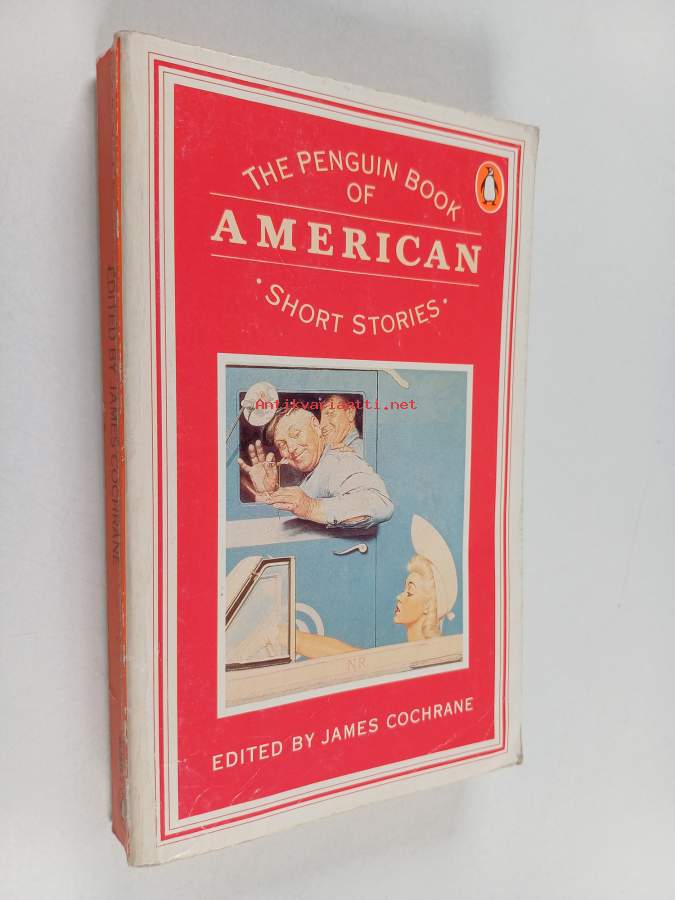 THE PENGUIN BOOK
OF
AMERICAN
· SHORT STORIES ·
Antikvariaatti.net
NR
EDITED BY JAMES COCHRANE
EDITED BY JAMES COCHRANE